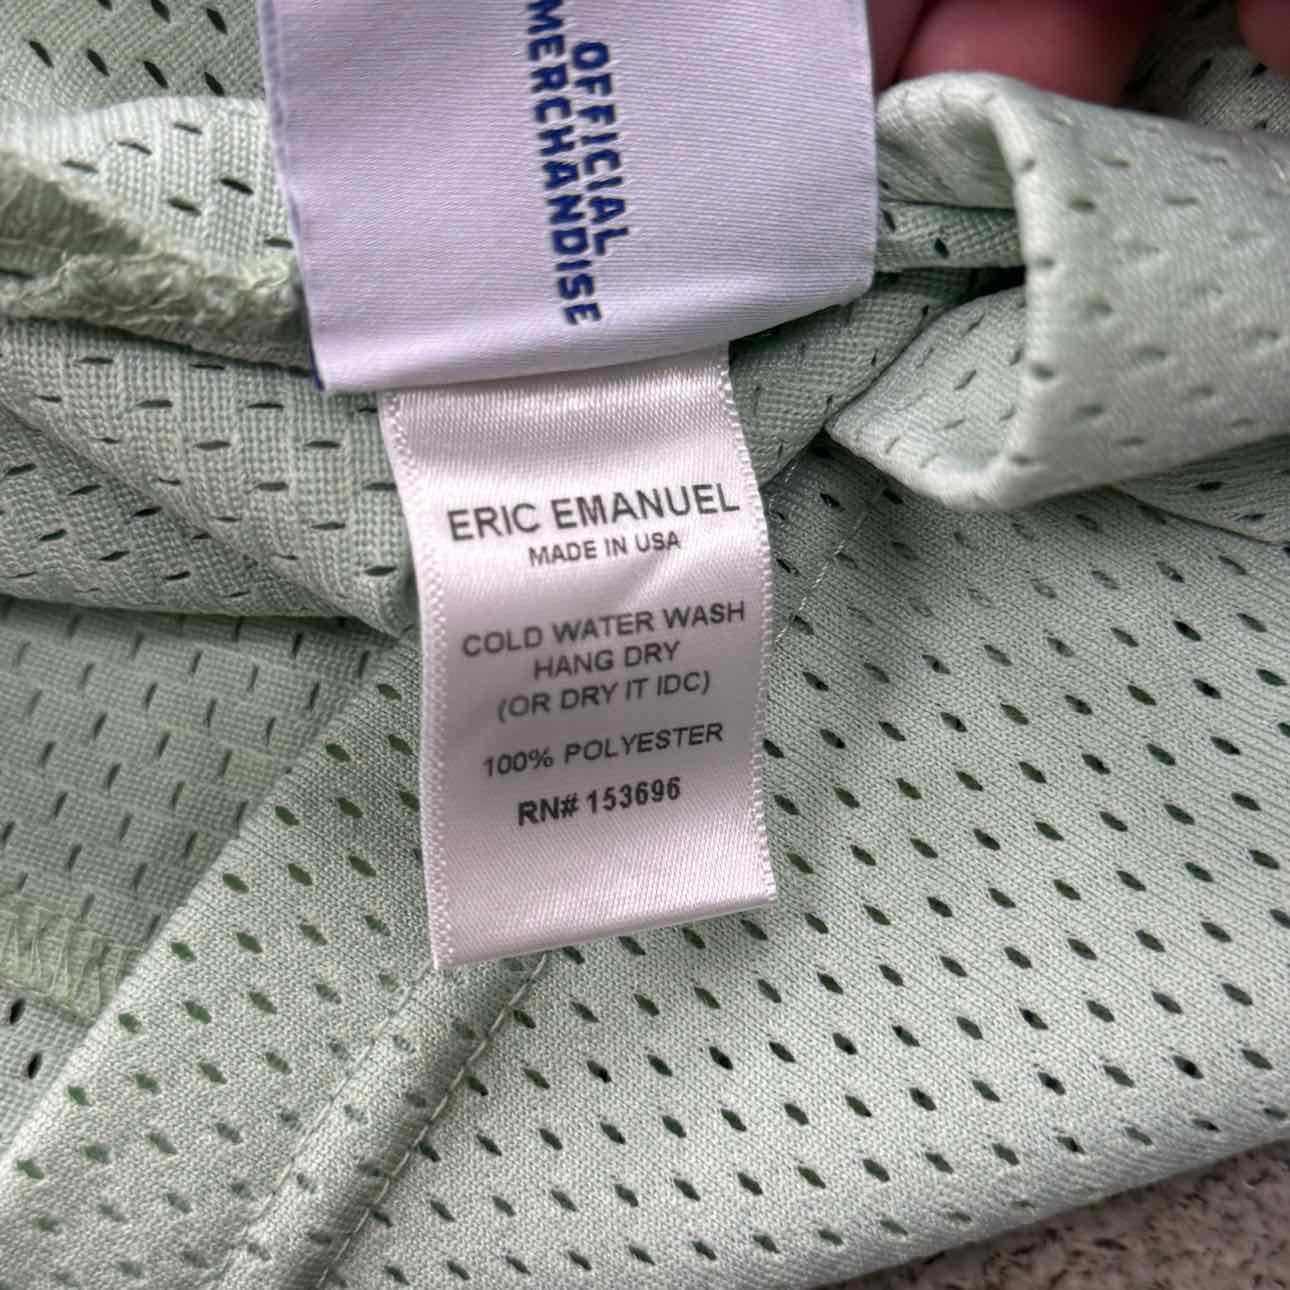 OFFICIAL
MERCHANDISE
ERIC EMANUEL
MADE IN USA
COLD WATER WASH
HANG DRY
(OR DRY IT IDC)
100% POLYESTER
RN# 153696